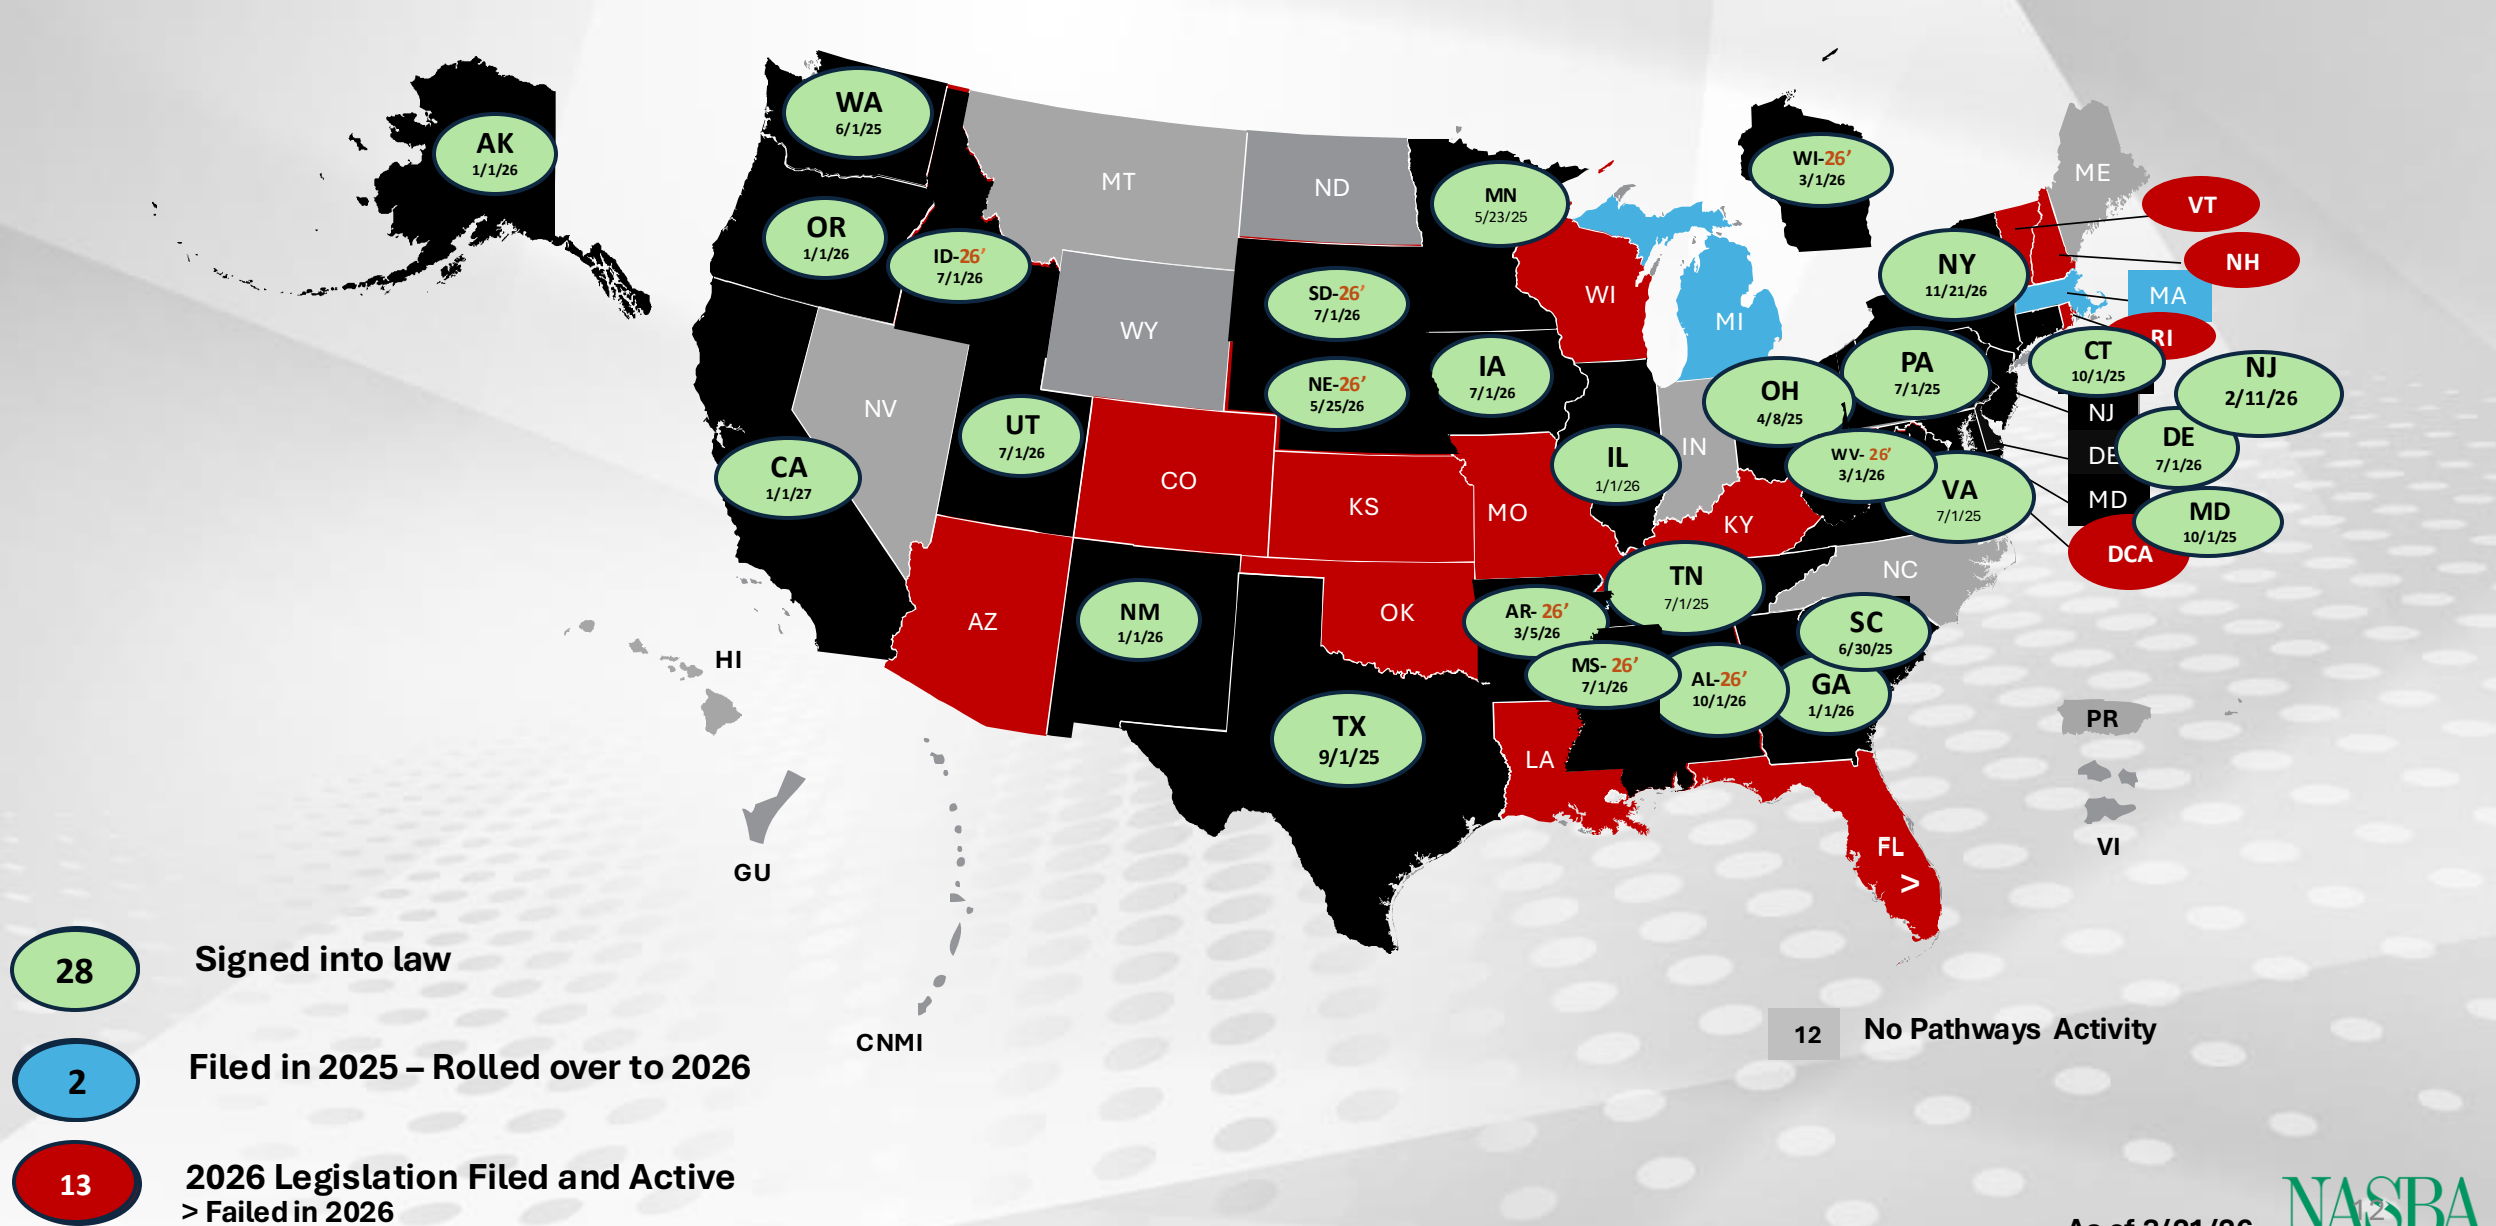 WA
6/1/25
AK
1/1/26
WI-26’
3/1/26
MT
ND
MN
5/23/25
ME
VT
OR
1/1/26
ID-26’
7/1/26
NY
11/21/26
NH
SD-26’
7/1/26
WI
MI
MA
RI
WY
IA
7/1/26
PA
7/1/25
CT
10/1/25
NJ
2/11/26
NE-26’
5/25/26
OH
4/8/25
NV
NJ
UT
7/1/26
IN
DE
DE
7/1/26
CA
1/1/27
CO
IL
1/1/26
WV- 26’
3/1/26
VA
7/1/25
MD
MD
10/1/25
KS
MO
KY
DCA
TN
7/1/25
NC
AZ
NM
1/1/26
OK
AR- 26’
3/5/26
SC
6/30/25
HI
MS- 26’
7/1/26
AL-26’
10/1/26
GA
1/1/26
TX
9/1/25
LA
PR
FL
>
VI
GU
CNMI
28
Signed into law
2
Filed in 2025 – Rolled over to 2026
13
2026 Legislation Filed and Active
> Failed in 2026
12
No Pathways Activity
NASBA
12